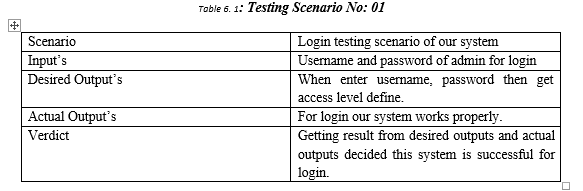 Table 6. 1: Testing Scenario No: 01
Scenario Login testing scenario of our system
Input's Username and password of admin for login
Desired Output's When enter username, password then get
access level define.
Actual Output's For login our system works properly.
Verdict Getting result from desired outputs and actual
outputs decided this system is successful for
login.